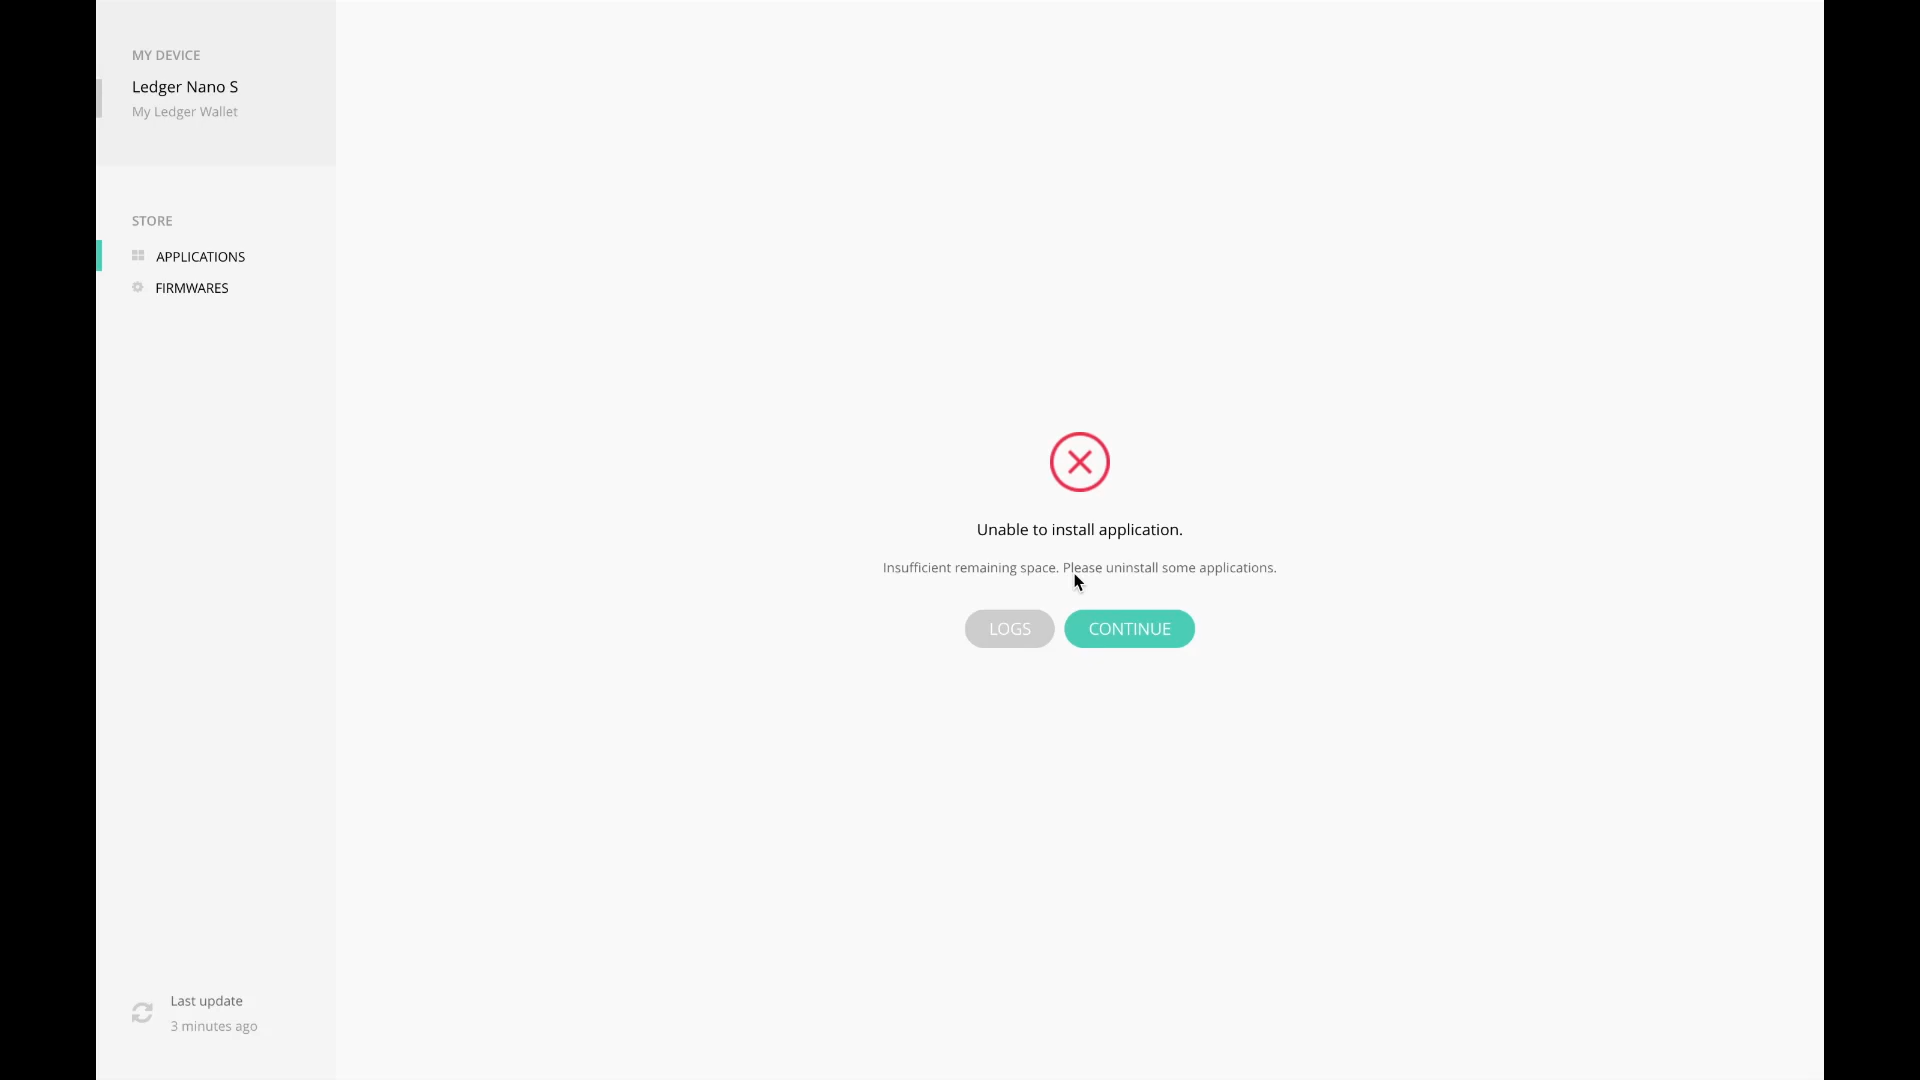 MY DEVICE
Ledger Nano S
My Ledger Wallet
STORE
APPLICATIONS
FIRMWARES
Unable to install application.
Insufficient remaining space. Please uninstall some applications.
LOGS
CONTINUE
Last update
3 minutes ago